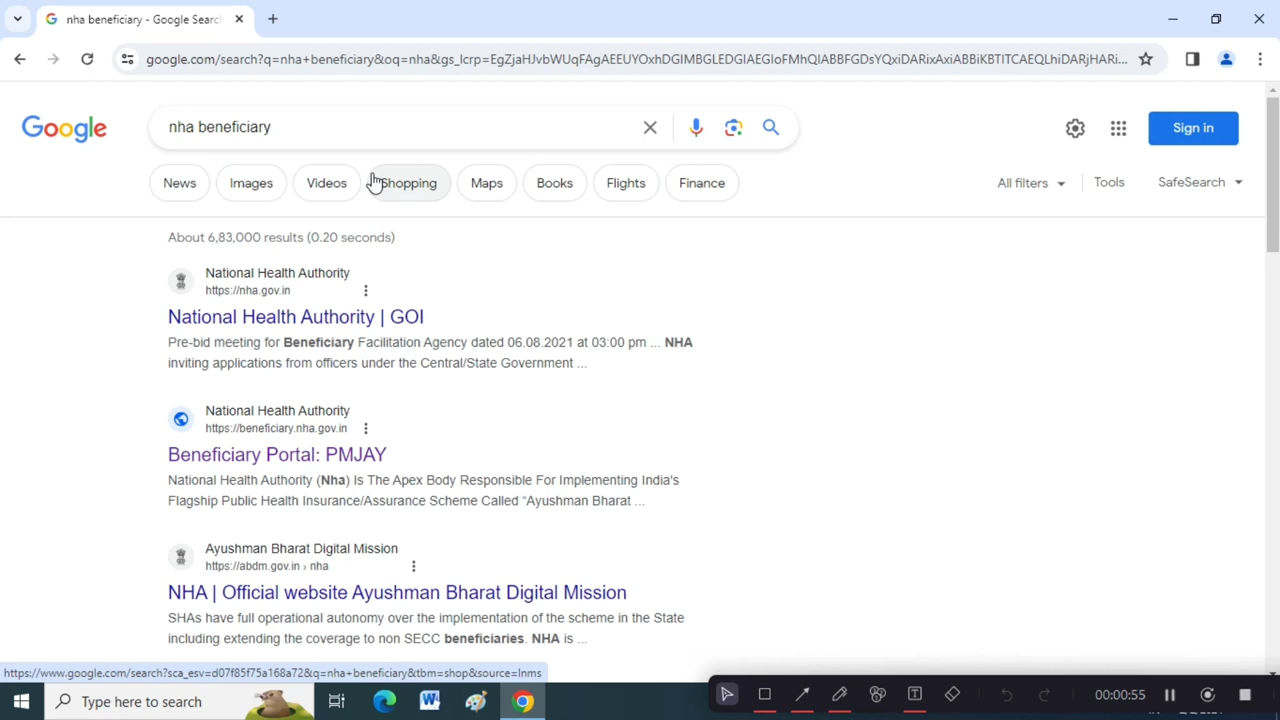 nha beneficiary - Google Searc
google.com/search?q=nha+beneficiary&oq=nha&gs_lcrp=EgZjaHJvbWUqFAgAEEUYOxhDGIMBGLEDGIAEGIoFMhQIABBFGDsYQxiDARixAxiABBiKBTITCAEQLhiDARjHARi...
Google
nha beneficiary
Sign in
News Images Videos Shopping Maps Books Flights Finance All filters Tools SafeSearch
About 6,83,000 results (0.20 seconds)
National Health Authority
https://nha.gov.in
National Health Authority | GOI
Pre-bid meeting for Beneficiary Facilitation Agency dated 06.08.2021 at 03:00 pm ... NHA
inviting applications from officers under the Central/State Government ...
National Health Authority
https://beneficiary.nha.gov.in
Beneficiary Portal: PMJAY
National Health Authority (Nha) Is The Apex Body Responsible For Implementing India's
Flagship Public Health Insurance/Assurance Scheme Called “Ayushman Bharat ...
Ayushman Bharat Digital Mission
https://abdm.gov.in › nha
NHA | Official website Ayushman Bharat Digital Mission
SHAs have full operational autonomy over the implementation of the scheme in the State
including extending the coverage to non SECC beneficiaries. NHA is ...
https://www.google.com/search?sca_esv=d07f85f75a168a72&q=nha+beneficiary&tbm=shop&source=lnms
Type here to search
00:00:55